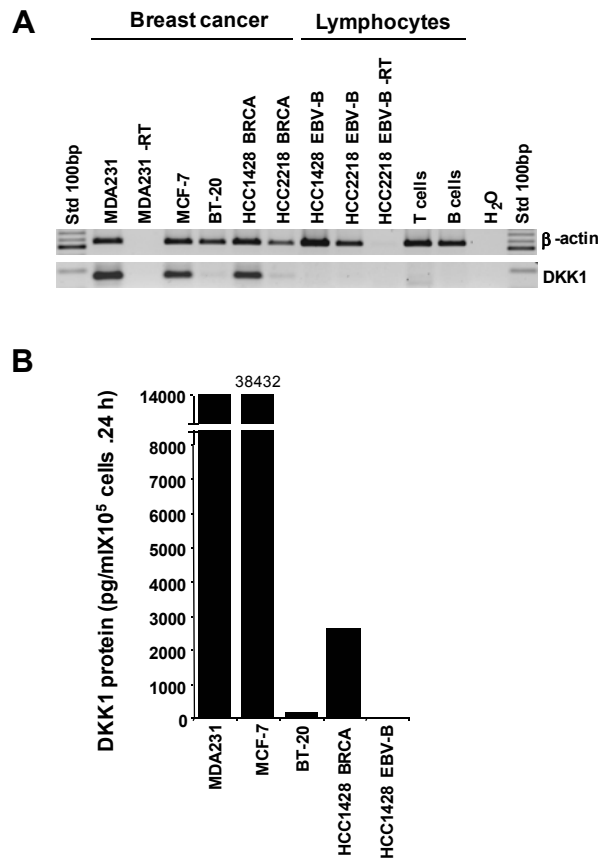 A
Breast cancer
Lymphocytes
Std 100bp
MDA231
MDA231 -RT
MCF-7
BT-20
HCC1428 BRCA
HCC2218 BRCA
HCC1428 EBV-B
HCC2218 EBV-B
HCC2218 EBV-B -RT
T cells
B cells
H2O
Std 100bp
β-actin
DKK1
B
DKK1 protein (pg/mlX10⁵ cells .24 h)
38432
14000
8000
7000
6000
5000
4000
3000
2000
1000
0
MDA231
MCF-7
BT-20
HCC1428 BRCA
HCC1428 EBV-B